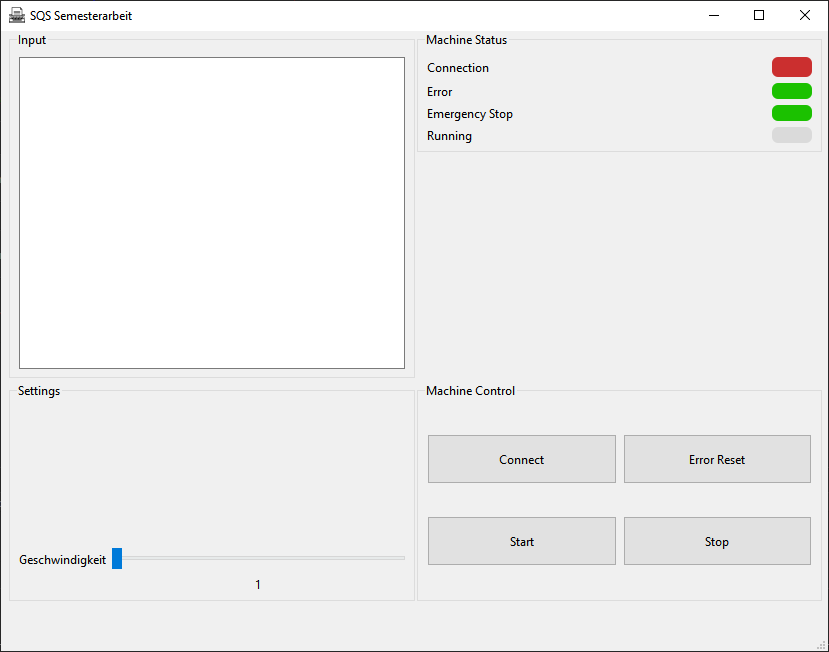 SQS Semesterarbeit
Input
Machine Status
Connection
Error
Emergency Stop
Running
Settings
Geschwindigkeit
1
Machine Control
Connect
Error Reset
Start
Stop